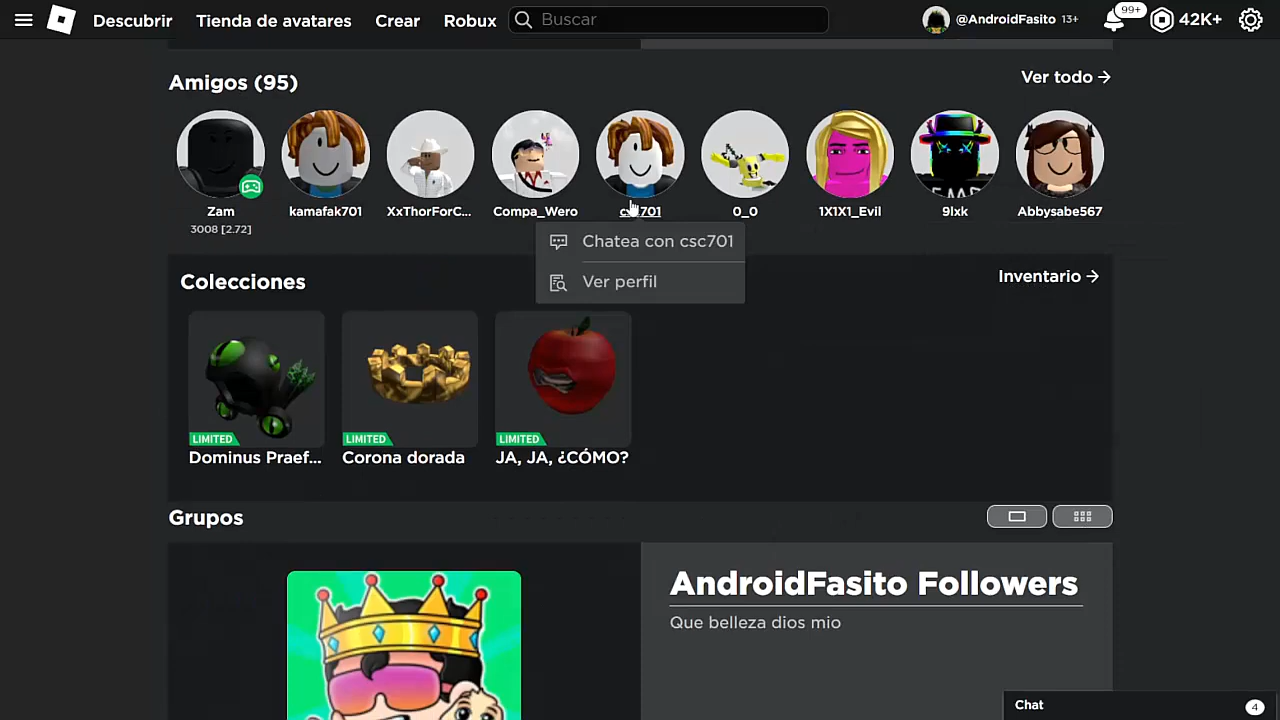 Descubrir Tienda de avatares Crear Robux Buscar @AndroidFasito 13+ 99+ 42K+
Amigos (95) Ver todo
Zam kamafak701 XxThorForC... Compa_Wero 0_0 1X1X1_Evil 9lxk Abbysabe567
3008 [2.72]
Chatea con csc701
Ver perfil
Colecciones Inventario
LIMITED LIMITED LIMITED
Dominus Praef... Corona dorada JA, JA, ¿CÓMO?
Grupos
AndroidFasito Followers
Que belleza dios mio
Chat 4